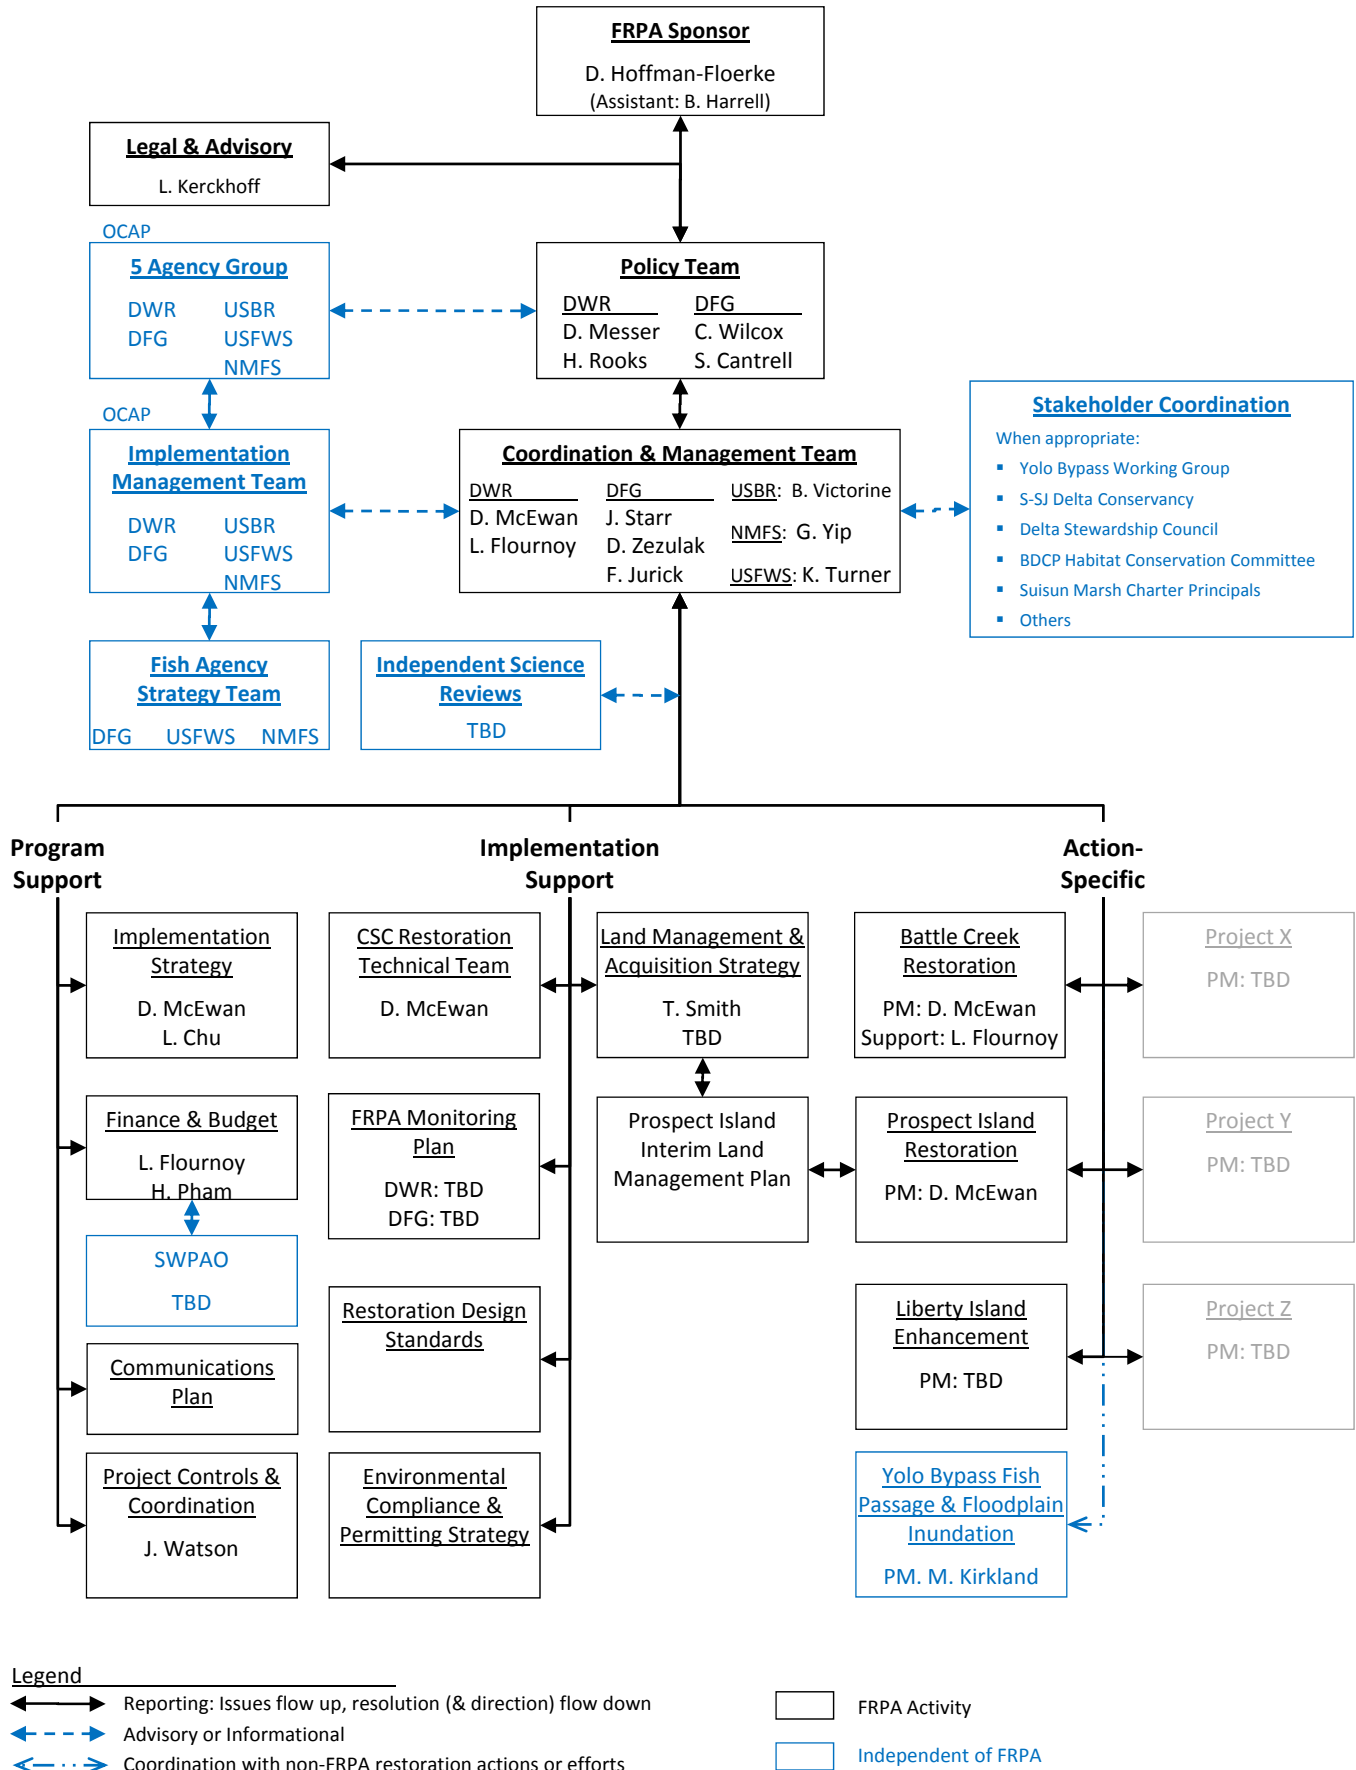 FRPA Sponsor
D. Hoffman-Floerke
(Assistant: B. Harrell)
Legal & Advisory
L. Kerckhoff
OCAP
5 Agency Group
DWR USBR
DFG USFWS
NMFS
Policy Team
DWR DFG
D. Messer C. Wilcox
H. Rooks S. Cantrell
OCAP
Implementation
Management Team
DWR USBR
DFG USFWS
NMFS
Coordination & Management Team
DWR DFG USBR: B. Victorine
D. McEwan J. Starr
L. Flournoy D. Zezulak NMFS: G. Yip
F. Jurick USFWS: K. Turner
Stakeholder Coordination
When appropriate:
▪ Yolo Bypass Working Group
▪ S-SJ Delta Conservancy
▪ Delta Stewardship Council
▪ BDCP Habitat Conservation Committee
▪ Suisun Marsh Charter Principals
▪ Others
Fish Agency
Strategy Team
DFG USFWS NMFS
Independent Science
Reviews
TBD
Program
Support
Implementation
Support
Action-
Specific
Implementation
Strategy
D. McEwan
L. Chu
CSC Restoration
Technical Team
D. McEwan
Land Management &
Acquisition Strategy
T. Smith
TBD
Battle Creek
Restoration
PM: D. McEwan
Support: L. Flournoy
Project X
PM: TBD
Finance & Budget
L. Flournoy
H. Pham
SWPAO
TBD
FRPA Monitoring
Plan
DWR: TBD
DFG: TBD
Prospect Island
Interim Land
Management Plan
Prospect Island
Restoration
PM: D. McEwan
Project Y
PM: TBD
Communications
Plan
Restoration Design
Standards
Liberty Island
Enhancement
PM: TBD
Project Z
PM: TBD
Project Controls &
Coordination
J. Watson
Environmental
Compliance &
Permitting Strategy
Yolo Bypass Fish
Passage & Floodplain
Inundation
PM. M. Kirkland
Legend
Reporting: Issues flow up, resolution (& direction) flow down
Advisory or Informational
Coordination with non-FRPA restoration actions or efforts
FRPA Activity
Independent of FRPA